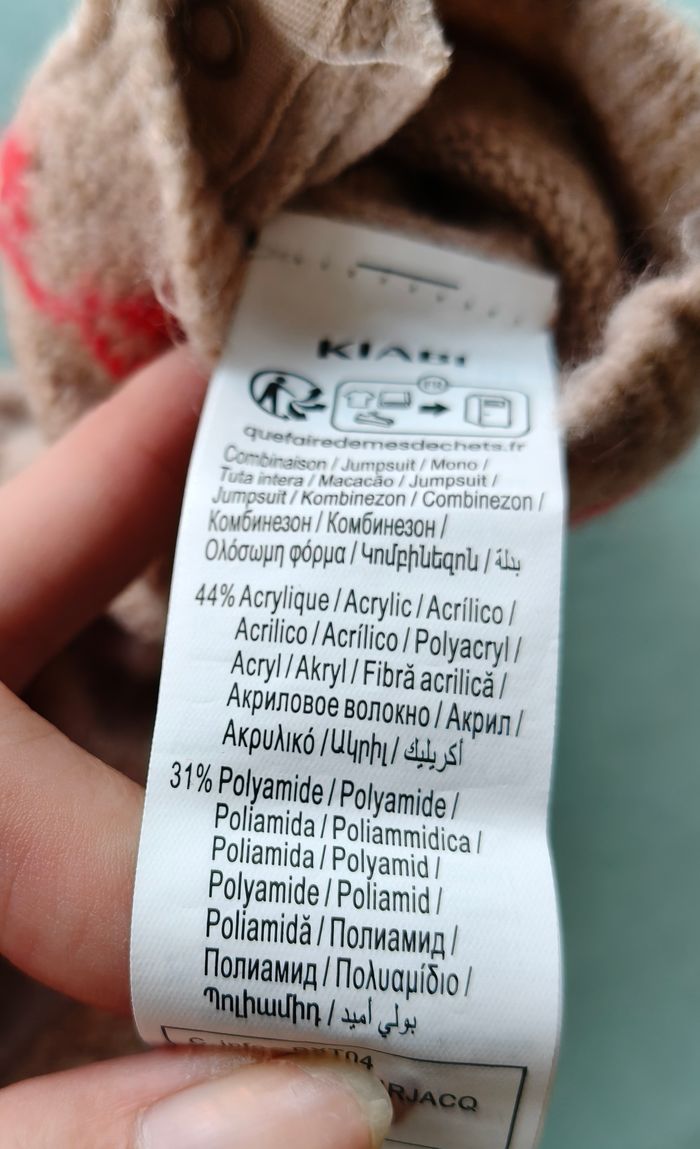 KIABI
FR
quefairedemesdechets.fr
Combinaison / Jumpsuit / Mono /
Tuta intera / Macacão / Jumpsuit /
Jumpsuit / Kombinezon / Combinezon /
Комбинезон / Комбинезон /
Ολόσωμη φόρμα / Կոմբինեզոն / بدلة
44% Acrylique / Acrylic / Acrílico /
Acrilico / Acrílico / Polyacryl /
Acryl / Akryl / Fibră acrilică /
Акриловое волокно / Акрил /
Ακρυλικό / Ակրիլ / أكريليك
31% Polyamide / Polyamide /
Poliamida / Poliammidica /
Poliamida / Polyamid /
Polyamide / Poliamid /
Poliamidă / Полиамид /
Полиамид / Πολυαμίδιο /
Պոլիամիդ / بولي أميد
RJACQ